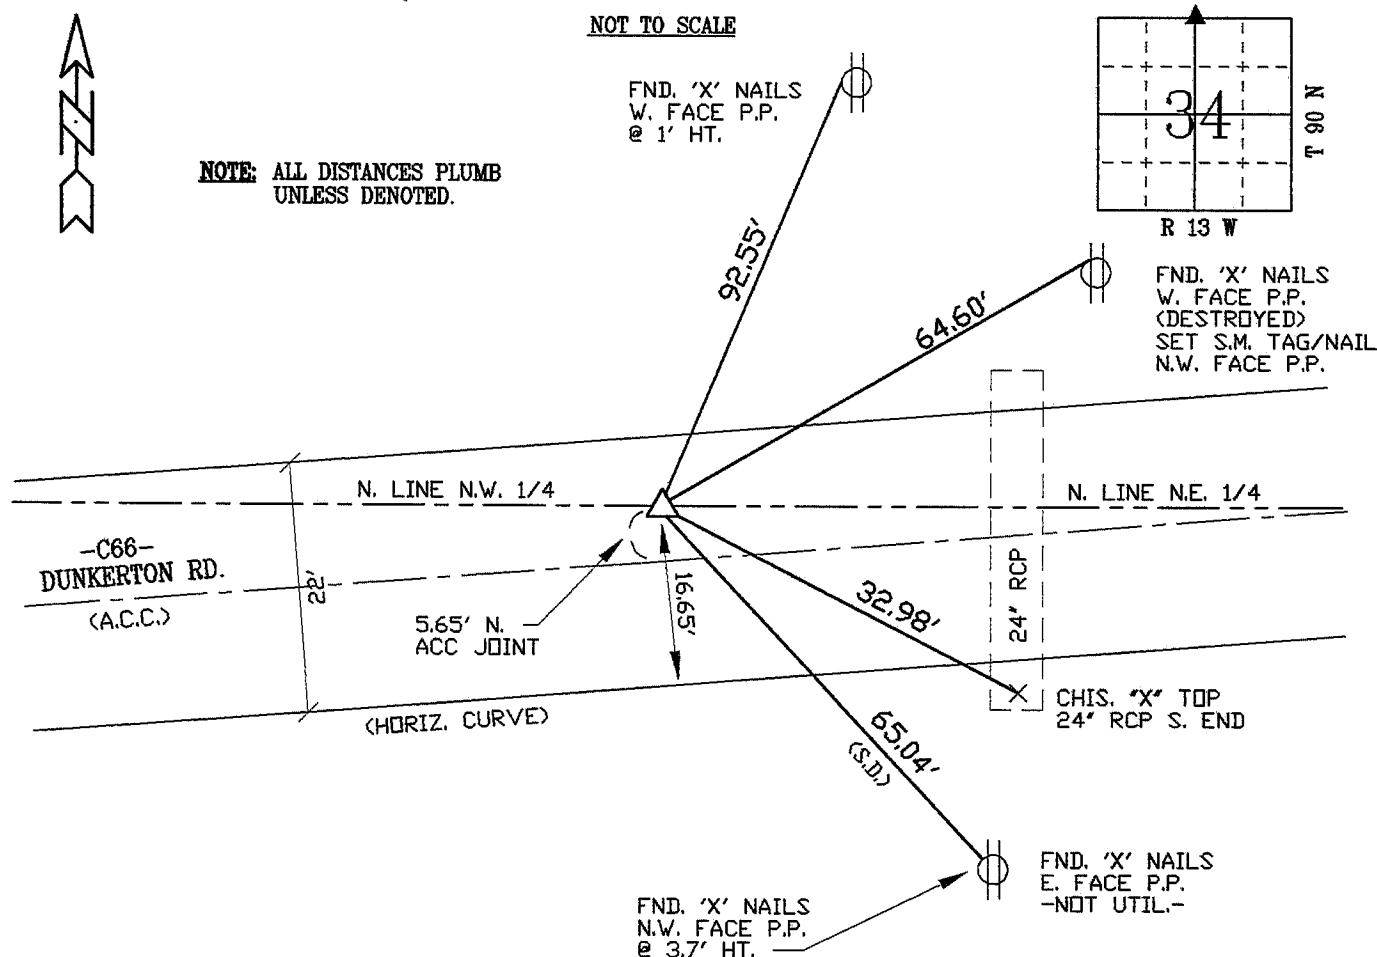 NOT TO SCALE
N
NOTE: ALL DISTANCES PLUMB
UNLESS DENOTED.
FND. 'X' NAILS
W. FACE P.P.
@ 1' HT.
34
T 90 N
R 13 W
92.55'
64.60'
FND. 'X' NAILS
W. FACE P.P.
(DESTROYED)
SET S.M. TAG/NAIL
N.W. FACE P.P.
N. LINE N.W. 1/4
N. LINE N.E. 1/4
-C66-
DUNKERTON RD.
(A.C.C.)
22'
5.65' N.
ACC JOINT
16.65'
32.98'
24" RCP
CHIS. "X" TOP
24" RCP S. END
(HORIZ. CURVE)
65.04'
(S.D.)
FND. 'X' NAILS
E. FACE P.P.
-NOT UTIL.-
FND. 'X' NAILS
N.W. FACE P.P.
@ 3.7' HT.